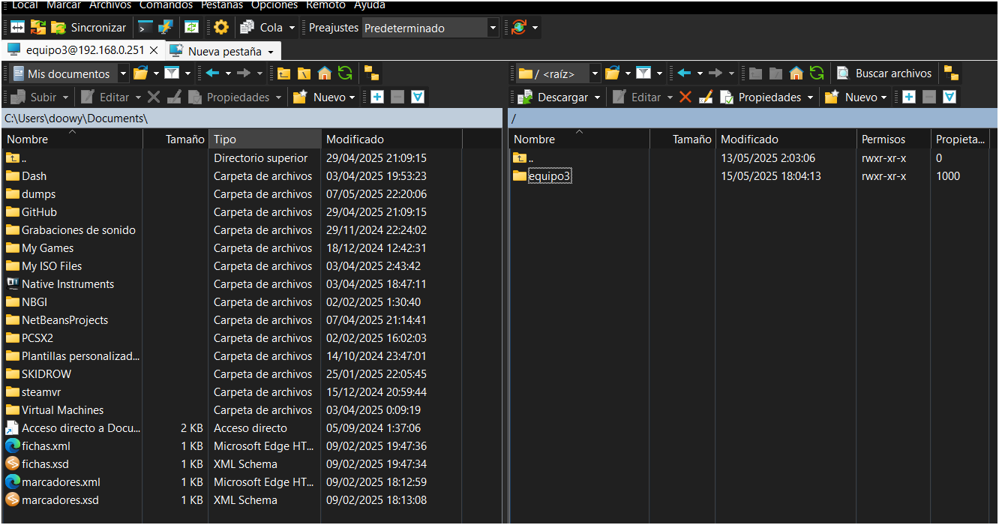 Local Marcar Archivos Comandos Pestañas Opciones Remoto Ayuda
Sincronizar Cola Preajustes Predeterminado
equipo3@192.168.0.251 Nueva pestaña
Mis documentos
Subir Editar Propiedades Nuevo
C:\Users\doowy\Documents\
Nombre Tamaño Tipo Modificado
.. Directorio superior 29/04/2025 21:09:15
Dash Carpeta de archivos 03/04/2025 19:53:23
dumps Carpeta de archivos 07/05/2025 22:20:06
GitHub Carpeta de archivos 29/04/2025 21:09:15
Grabaciones de sonido Carpeta de archivos 29/11/2024 22:24:02
My Games Carpeta de archivos 18/12/2024 12:42:31
My ISO Files Carpeta de archivos 03/04/2025 2:43:42
Native Instruments Carpeta de archivos 03/04/2025 18:47:11
NBGI Carpeta de archivos 02/02/2025 1:30:40
NetBeansProjects Carpeta de archivos 07/04/2025 21:14:41
PCSX2 Carpeta de archivos 02/02/2025 16:02:03
Plantillas personalizad... Carpeta de archivos 14/10/2024 23:47:01
SKIDROW Carpeta de archivos 25/01/2025 22:05:45
steamvr Carpeta de archivos 15/12/2024 20:59:44
Virtual Machines Carpeta de archivos 03/04/2025 0:09:19
Acceso directo a Docu... 2 KB Acceso directo 05/09/2024 1:37:06
fichas.xml 1 KB Microsoft Edge HT... 09/02/2025 19:47:36
fichas.xsd 1 KB XML Schema 09/02/2025 19:47:34
marcadores.xml 1 KB Microsoft Edge HT... 09/02/2025 18:12:59
marcadores.xsd 1 KB XML Schema 09/02/2025 18:13:08
/ <raíz> Buscar archivos
Descargar Editar Propiedades Nuevo
/
Nombre Tamaño Modificado Permisos Propieta...
.. 13/05/2025 2:03:06 rwxr-xr-x 0
equipo3 15/05/2025 18:04:13 rwxr-xr-x 1000